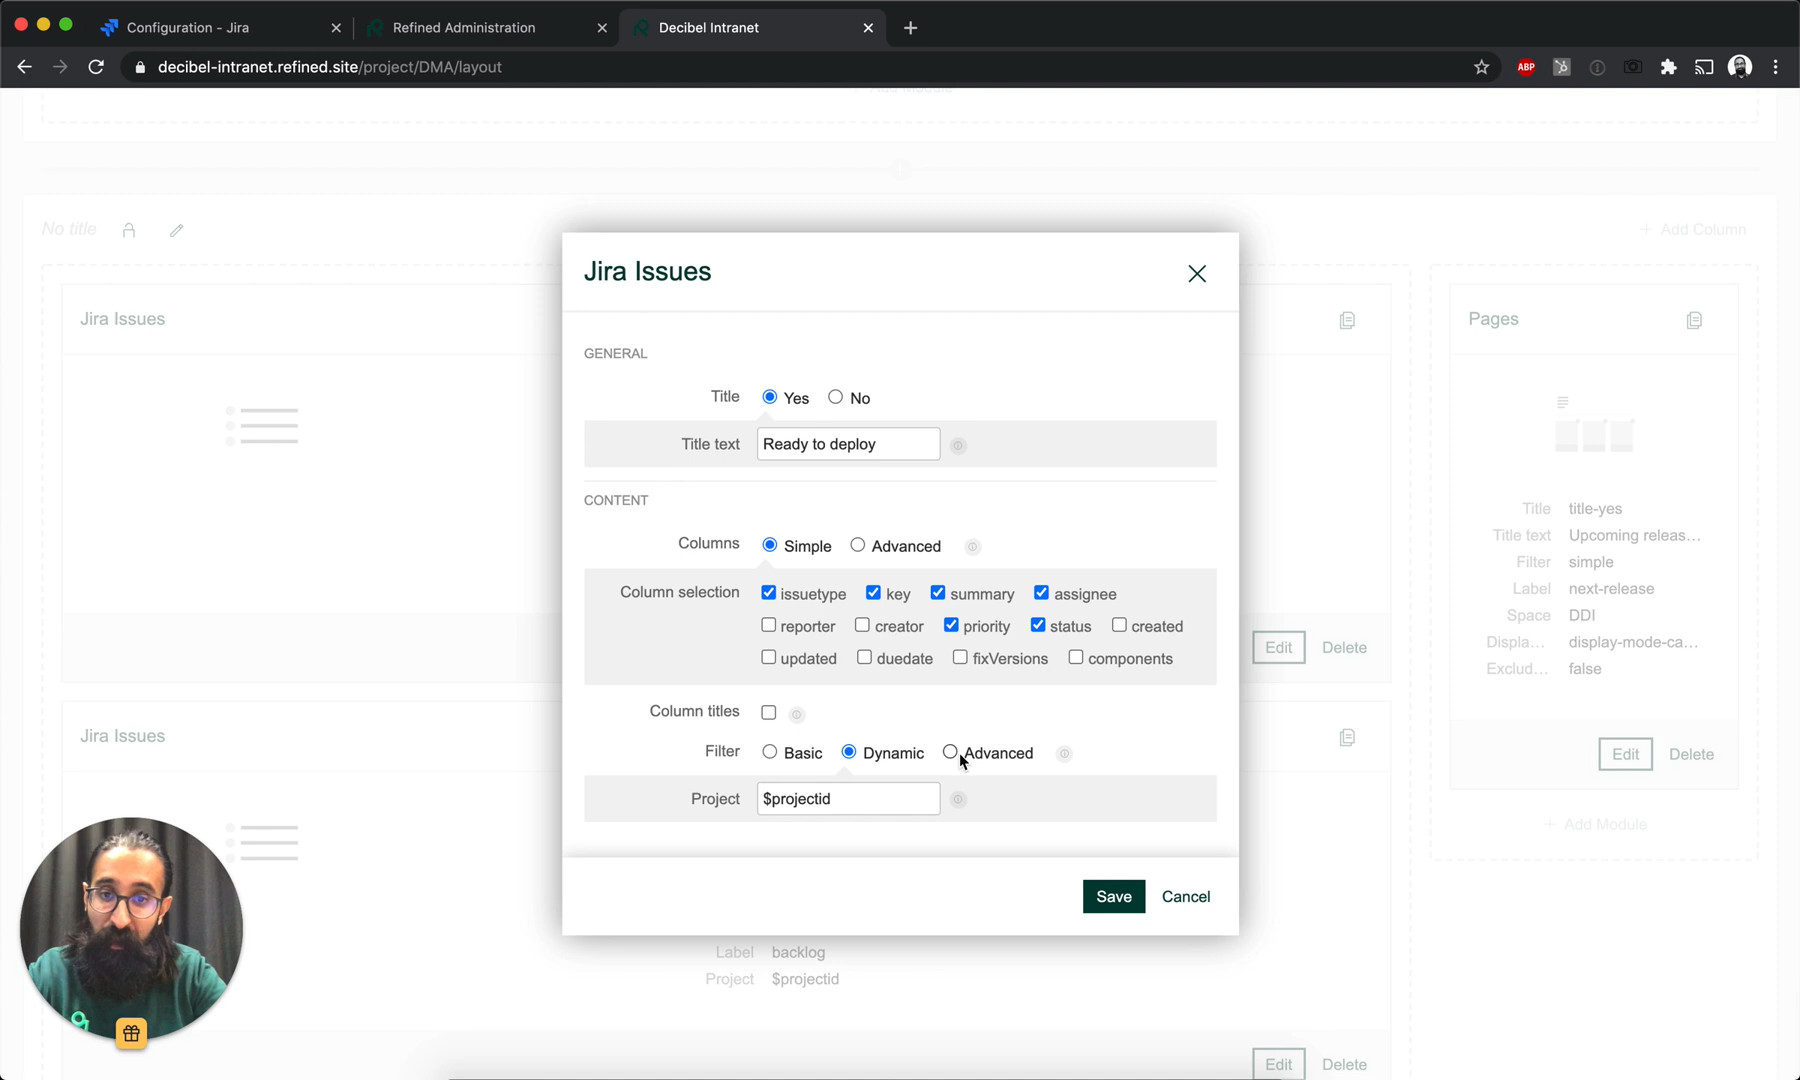 Configuration - Jira
Refined Administration
Decibel Intranet
decibel-intranet.refined.site/project/DMA/layout
ABP
Add Module
No title
+ Add Column
Jira Issues
Jira Issues
Pages
GENERAL
Title Yes No
Title text Ready to deploy
CONTENT
Columns Simple Advanced
Column selection issuetype key summary assignee
reporter creator priority status created
updated duedate fixVersions components
Column titles
Filter Basic Dynamic Advanced
Project $projectid
Save Cancel
Title title-yes
Title text Upcoming releas...
Filter simple
Label next-release
Space DDI
Displa... display-mode-ca...
Exclud... false
Edit Delete
Edit Delete
+ Add Module
Jira Issues
Label backlog
Project $projectid
Edit Delete